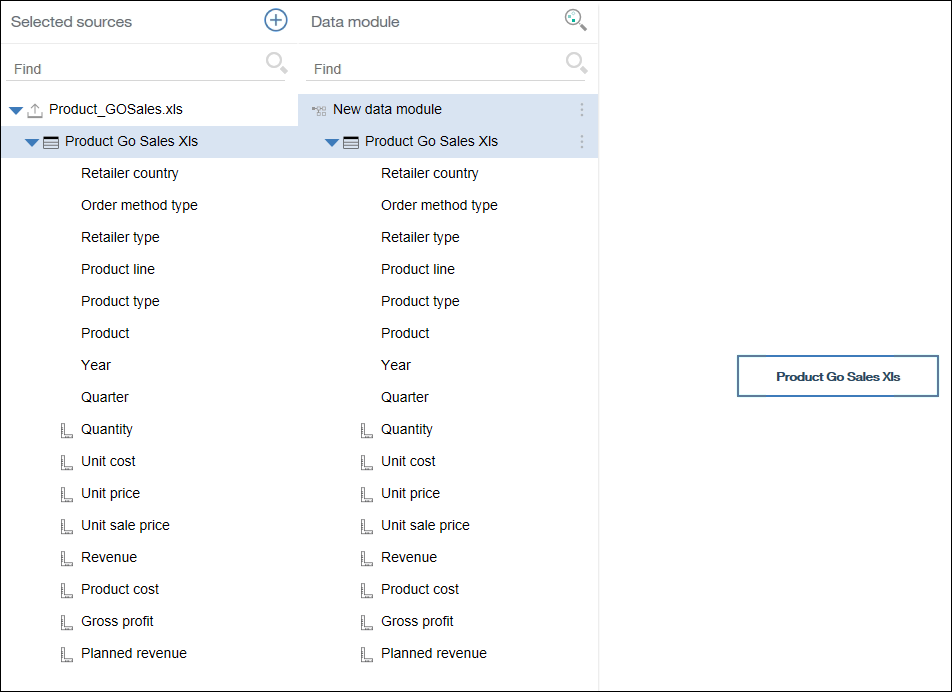 Selected sources
Find
Product_GOSales.xls
Product Go Sales Xls
Retailer country
Order method type
Retailer type
Product line
Product type
Product
Year
Quarter
Quantity
Unit cost
Unit price
Unit sale price
Revenue
Product cost
Gross profit
Planned revenue
Data module
Find
New data module
Product Go Sales Xls
Retailer country
Order method type
Retailer type
Product line
Product type
Product
Year
Quarter
Quantity
Unit cost
Unit price
Unit sale price
Revenue
Product cost
Gross profit
Planned revenue
Product Go Sales Xls